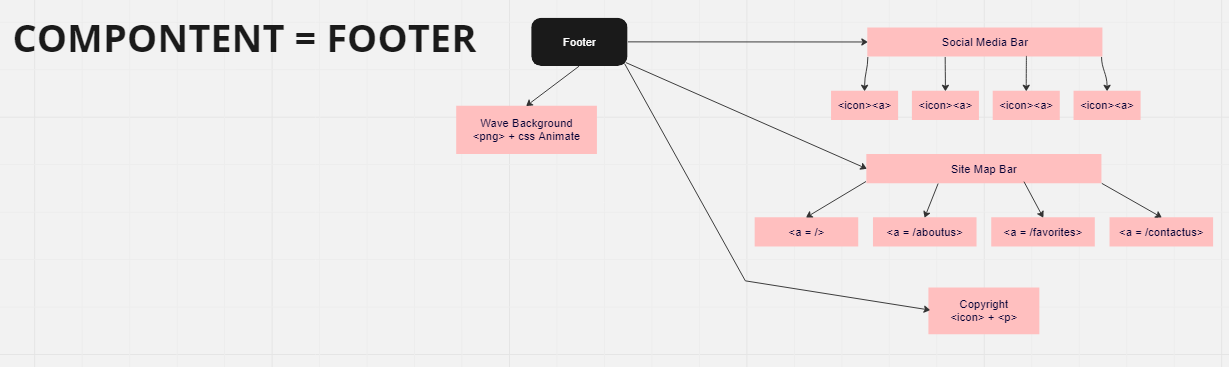 COMPONTENT = FOOTER
Footer
Social Media Bar
<icon><a>
<icon><a>
<icon><a>
<icon><a>
Wave Background
<png> + css Animate
Site Map Bar
<a = />
<a = /aboutus>
<a = /favorites>
<a = /contactus>
Copyright
<icon> + <p>